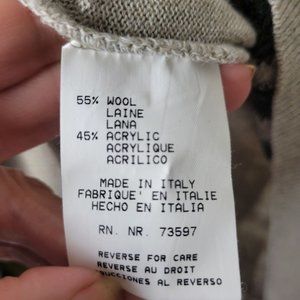 55% WOOL
LAINE
LANA
45% ACRYLIC
ACRYLIQUE
ACRILICO
MADE IN ITALY
FABRIQUE' EN ITALIE
HECHO EN ITALIA
RN. NR. 73597
REVERSE FOR CARE
REVERSE AU DROIT
AL REVERSO